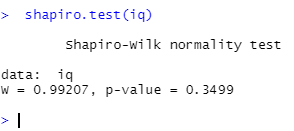 > shapiro.test(iq)
Shapiro-Wilk normality test
data: iq
W = 0.99207, p-value = 0.3499
>